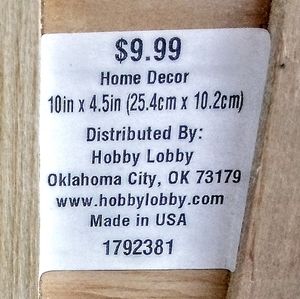 $9.99
Home Decor
10in x 4.5in (25.4cm x 10.2cm)
Distributed By:
Hobby Lobby
Oklahoma City, OK 73179
www.hobbylobby.com
Made in USA
1792381